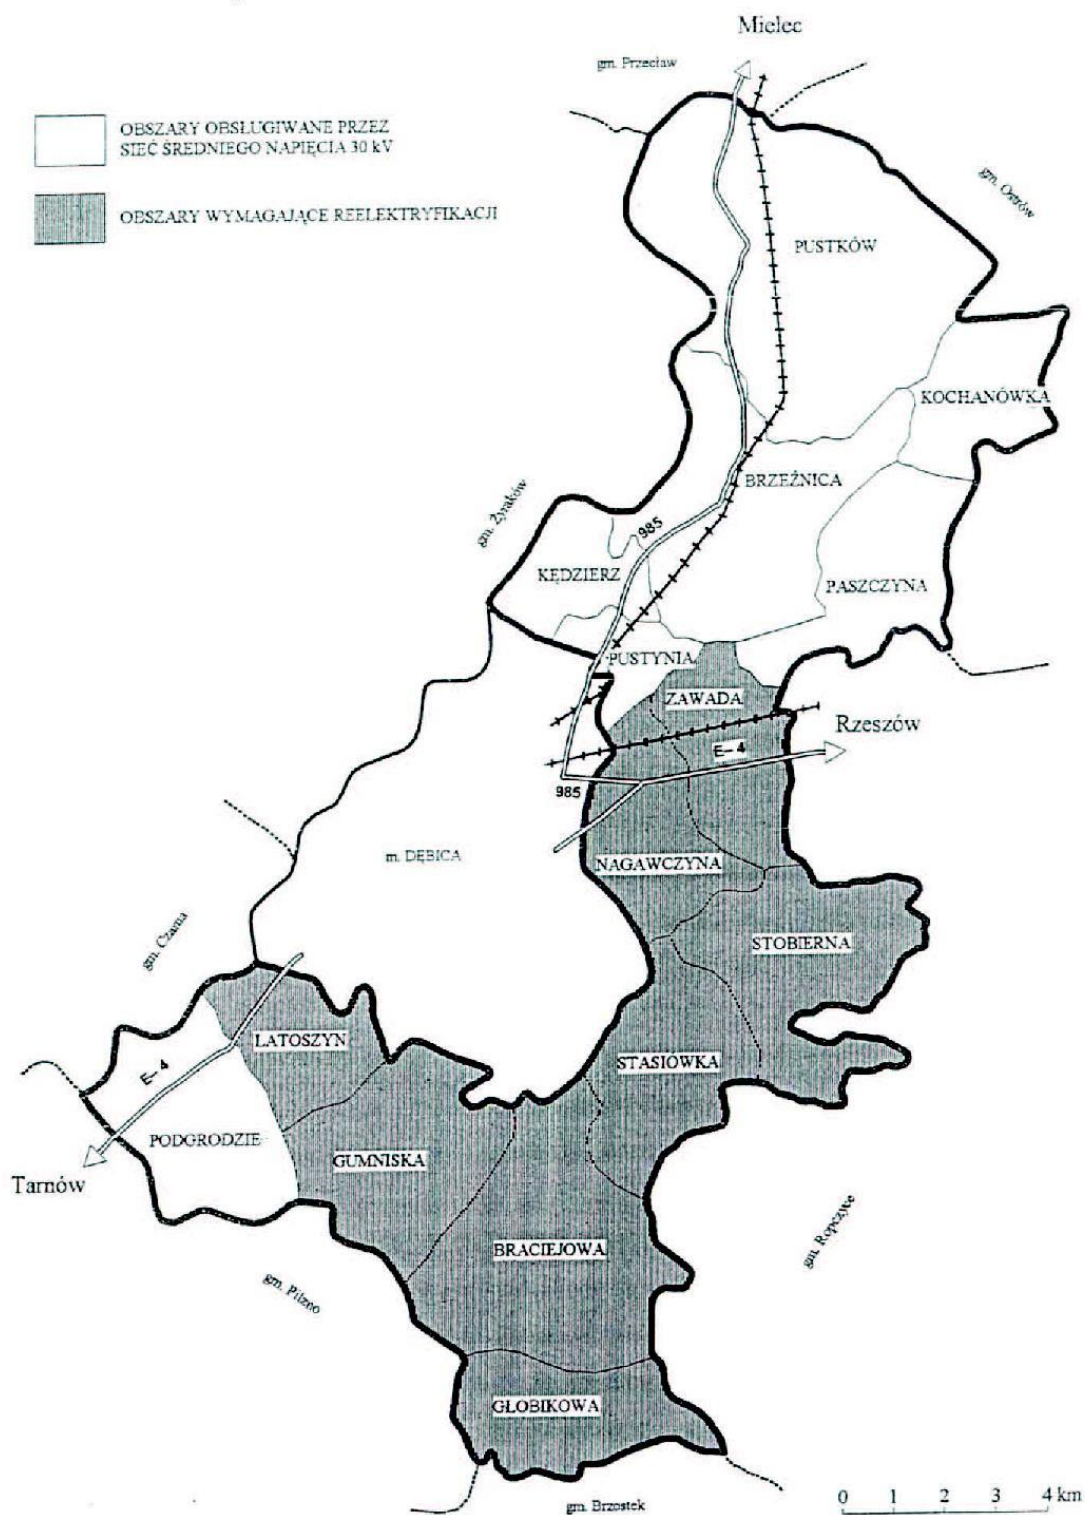 Mielec
gm. Przecław
OBSZARY OBSŁUGIWANE PRZEZ
SIEĆ ŚREDNIEGO NAPIĘCIA 30 kV
OBSZARY WYMAGAJĄCE REELEKTRYFIKACJI
gm. Ostrów
PUSTKÓW
KOCHANÓWKA
BRZEŹNICA
gm. Żyraków
985
KĘDZIERZ
PASZCZYNA
PUSTYNIA
ZAWADA
Rzeszów
E-4
985
m. DĘBICA
NAGAWCZYNA
gm. Czarna
STOBIERNA
LATOSZYN
STASIÓWKA
E-4
PODGRODZIE
GUMNISKA
Tarnów
gm. Ropczyce
BRACIEJOWA
gm. Pilzno
GŁOBIKOWA
gm. Brzostek
0 1 2 3 4 km